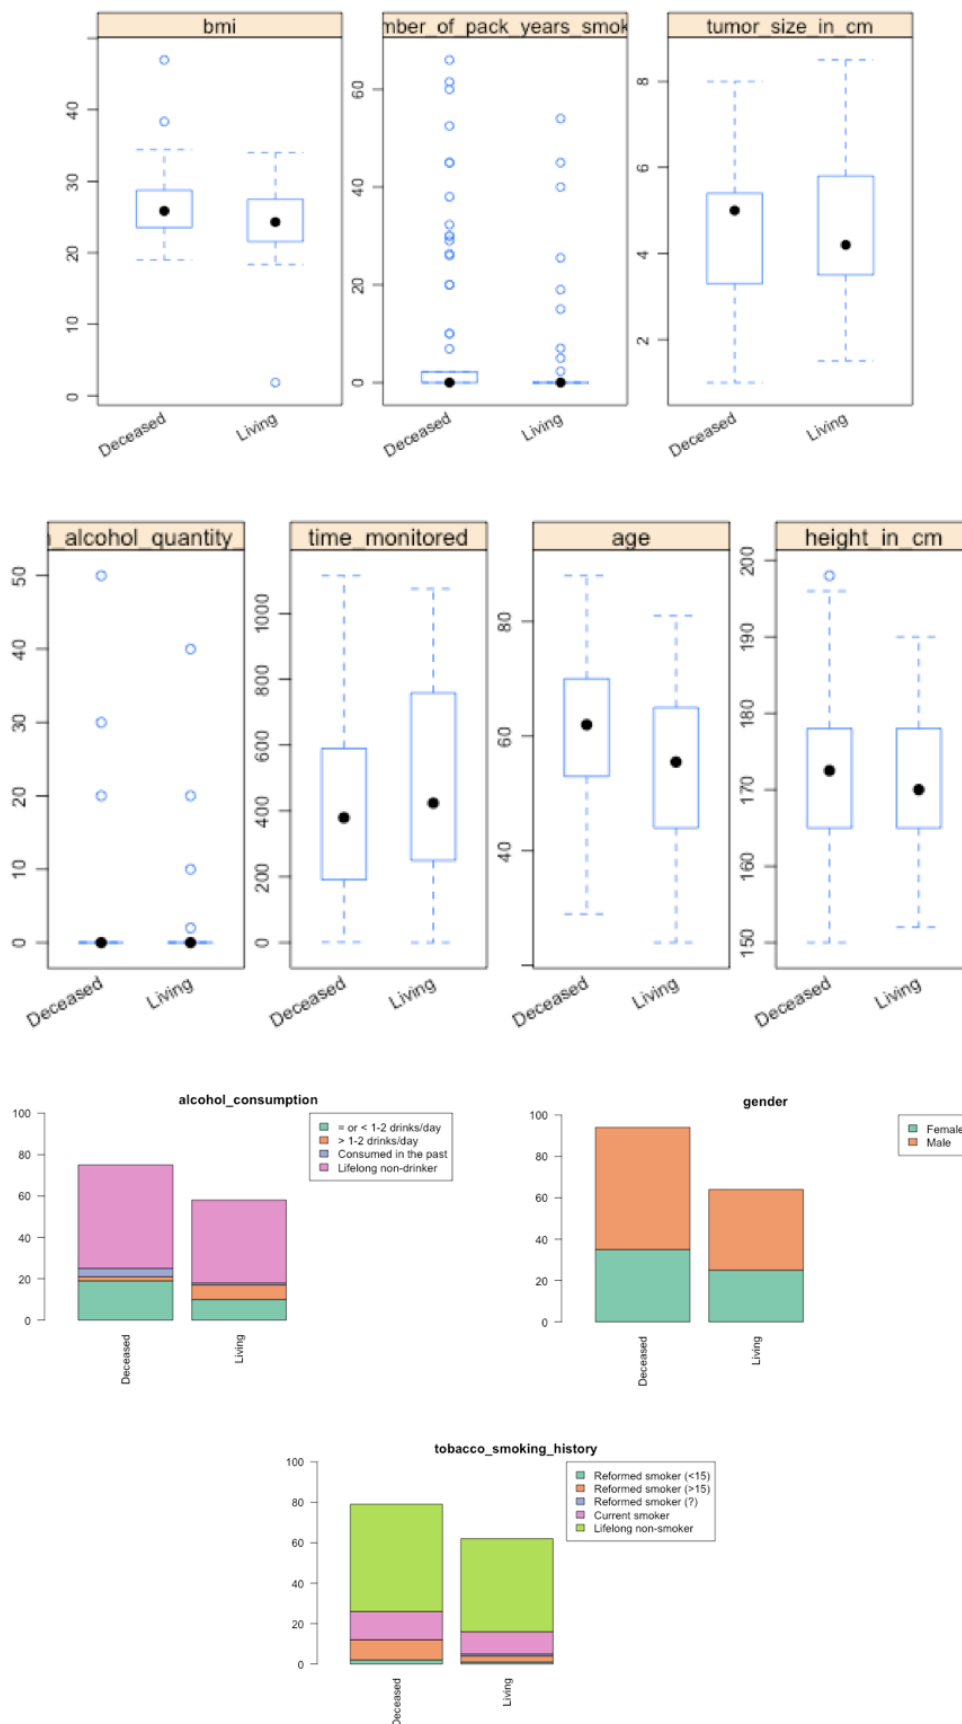 bmi
mber_of_pack_years_smok
tumor_size_in_cm
0 10 20 30 40
0 20 40 60
2 4 6 8
Deceased Living
Deceased Living
Deceased Living
_alcohol_quantity_
time_monitored
age
height_in_cm
0 10 20 30 40 50
0 200 400 600 800 1000
40 60 80
150 160 170 180 190 200
Deceased Living
Deceased Living
Deceased Living
Deceased Living
alcohol_consumption
100
80
60
40
20
0
= or < 1-2 drinks/day
> 1-2 drinks/day
Consumed in the past
Lifelong non-drinker
Deceased
Living
gender
100
80
60
40
20
0
Female
Male
Deceased
Living
tobacco_smoking_history
100
80
60
40
20
0
Reformed smoker (<15)
Reformed smoker (>15)
Reformed smoker (?)
Current smoker
Lifelong non-smoker
Deceased
Living